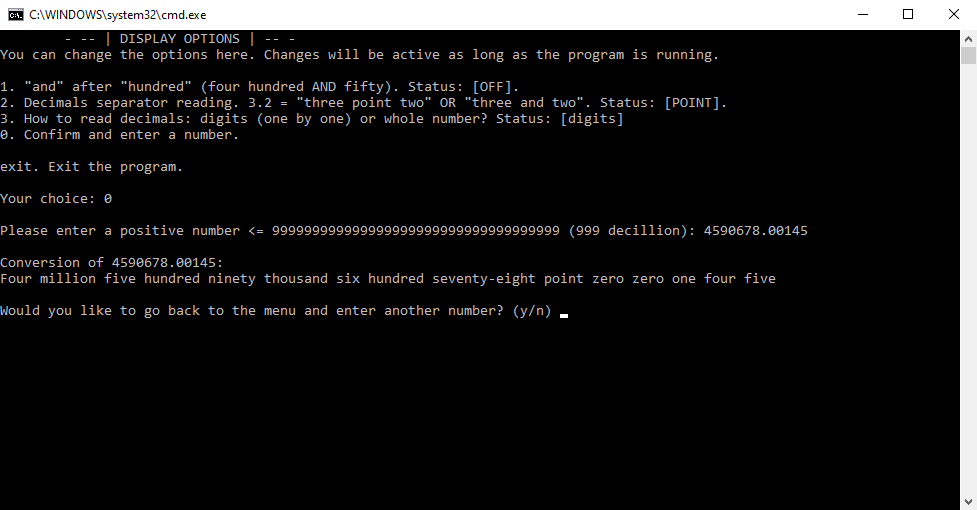 C:\WINDOWS\system32\cmd.exe
- -- | DISPLAY OPTIONS | -- -
You can change the options here. Changes will be active as long as the program is running.
1. "and" after "hundred" (four hundred AND fifty). Status: [OFF].
2. Decimals separator reading. 3.2 = "three point two" OR "three and two". Status: [POINT].
3. How to read decimals: digits (one by one) or whole number? Status: [digits]
0. Confirm and enter a number.
exit. Exit the program.
Your choice: 0
Please enter a positive number <= 999999999999999999999999999999999999 (999 decillion): 4590678.00145
Conversion of 4590678.00145:
Four million five hundred ninety thousand six hundred seventy-eight point zero zero one four five
Would you like to go back to the menu and enter another number? (y/n)